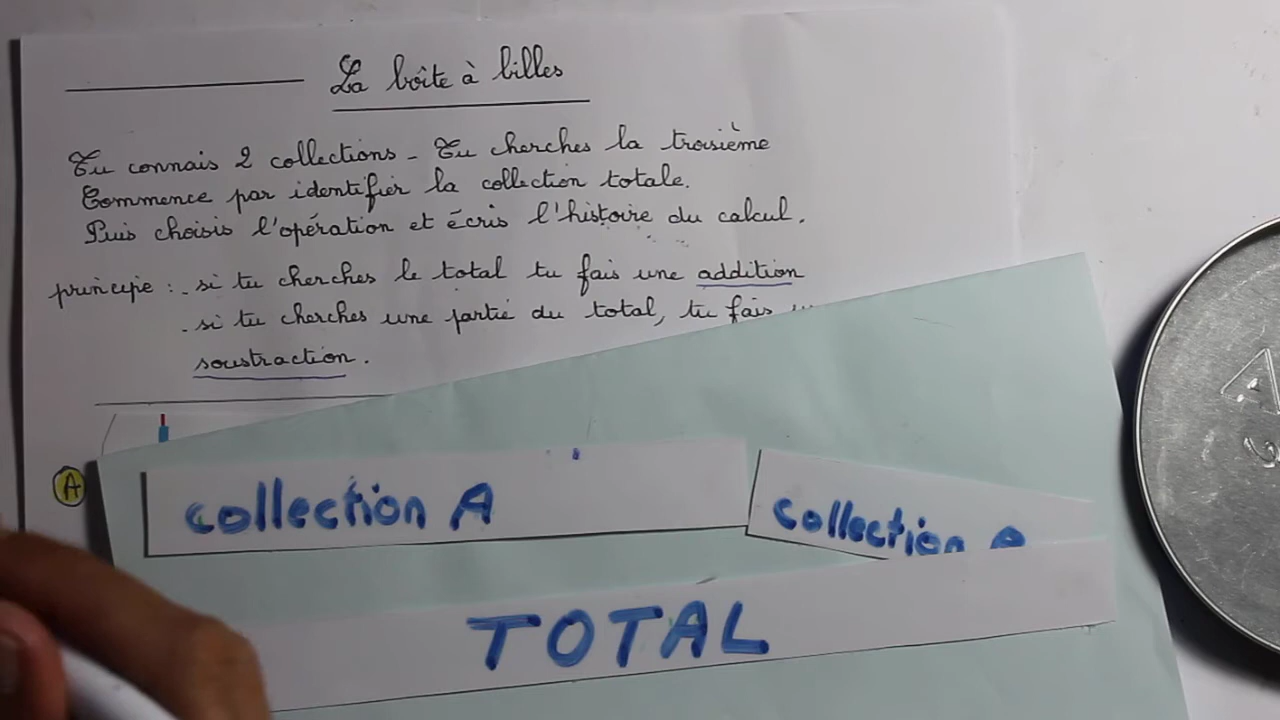 La boîte à billes
Tu connais 2 collections - Tu cherches la troisième
Commence par identifier la collection totale.
Puis choisis l'opération et écris l'histoire du calcul.
principe : - si tu cherches le total tu fais une addition
- si tu cherches une partie du total, tu fais
soustraction.
A
collection A
collection
TOTAL